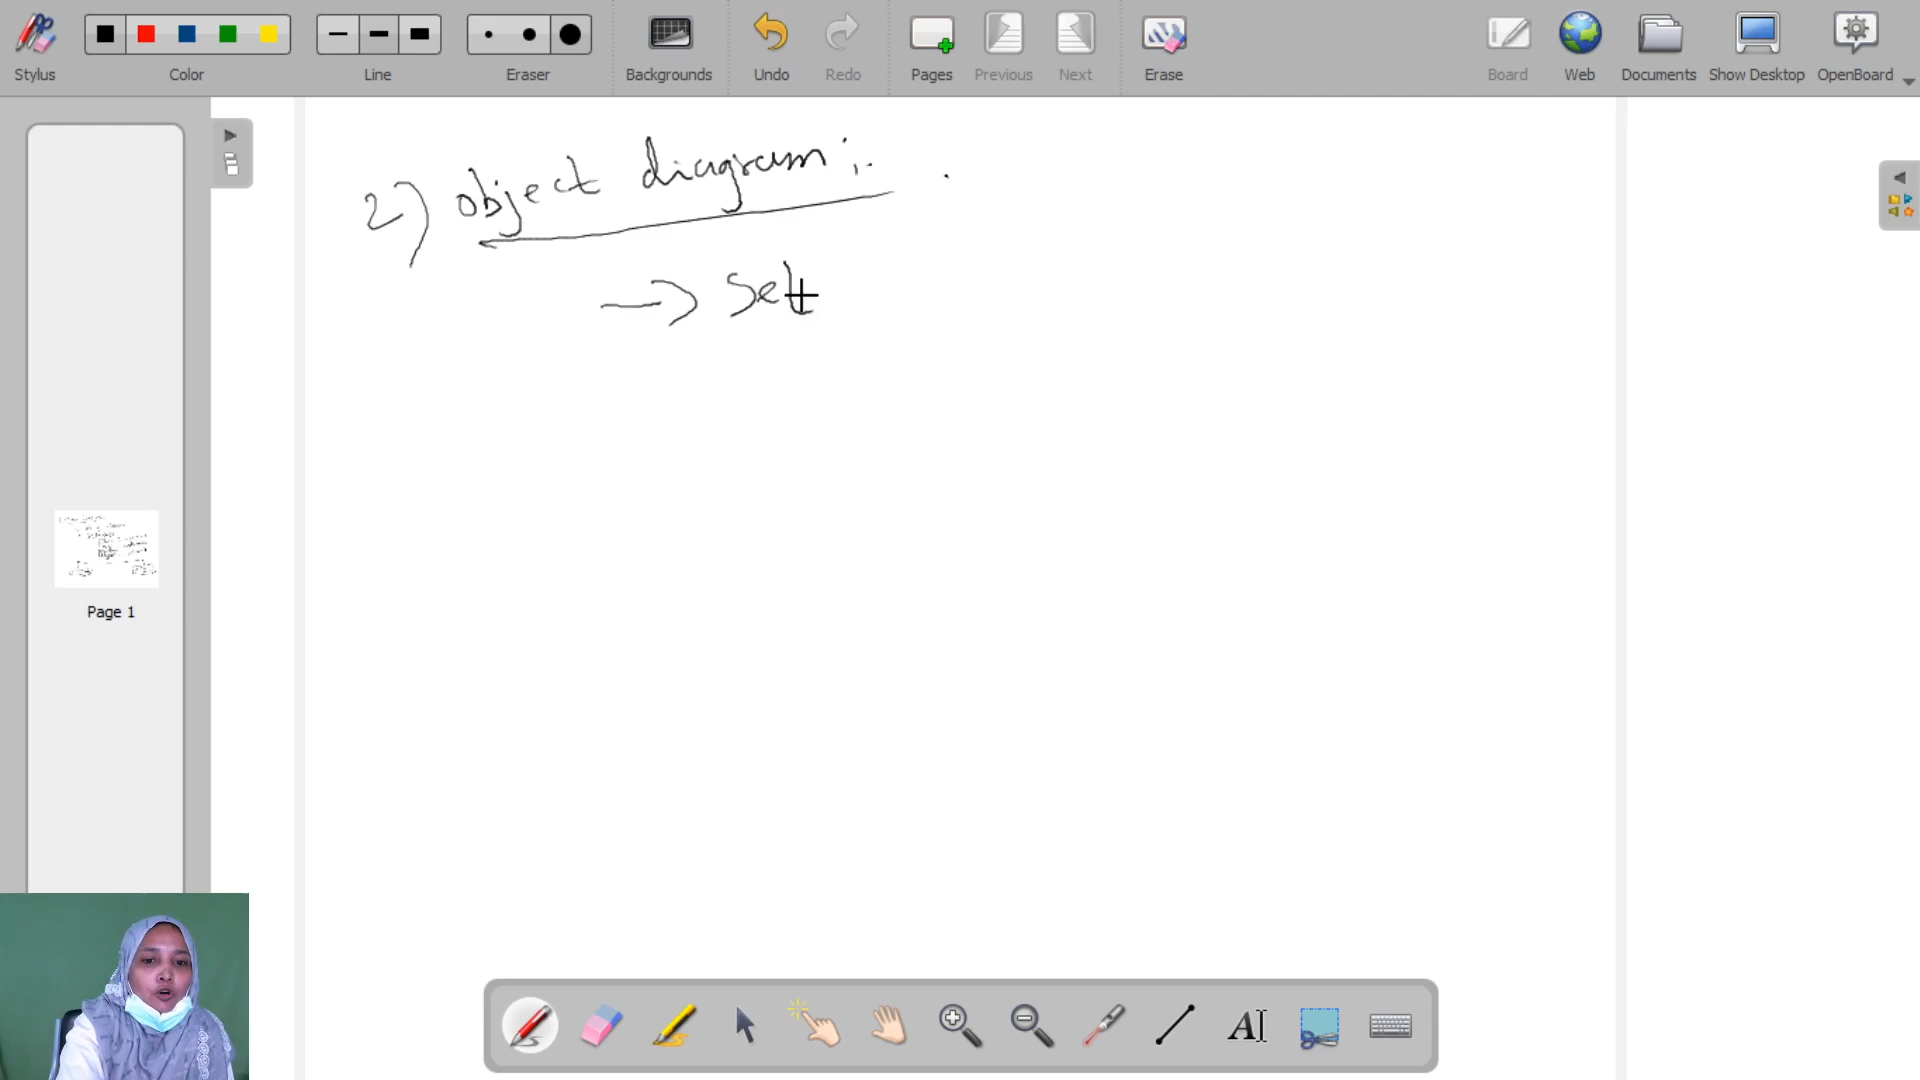 Stylus Color Line Eraser Backgrounds Undo Redo Pages Previous Next Erase Board Web Documents Show Desktop OpenBoard
2) object diagram :.
→ Set
Page 1
A